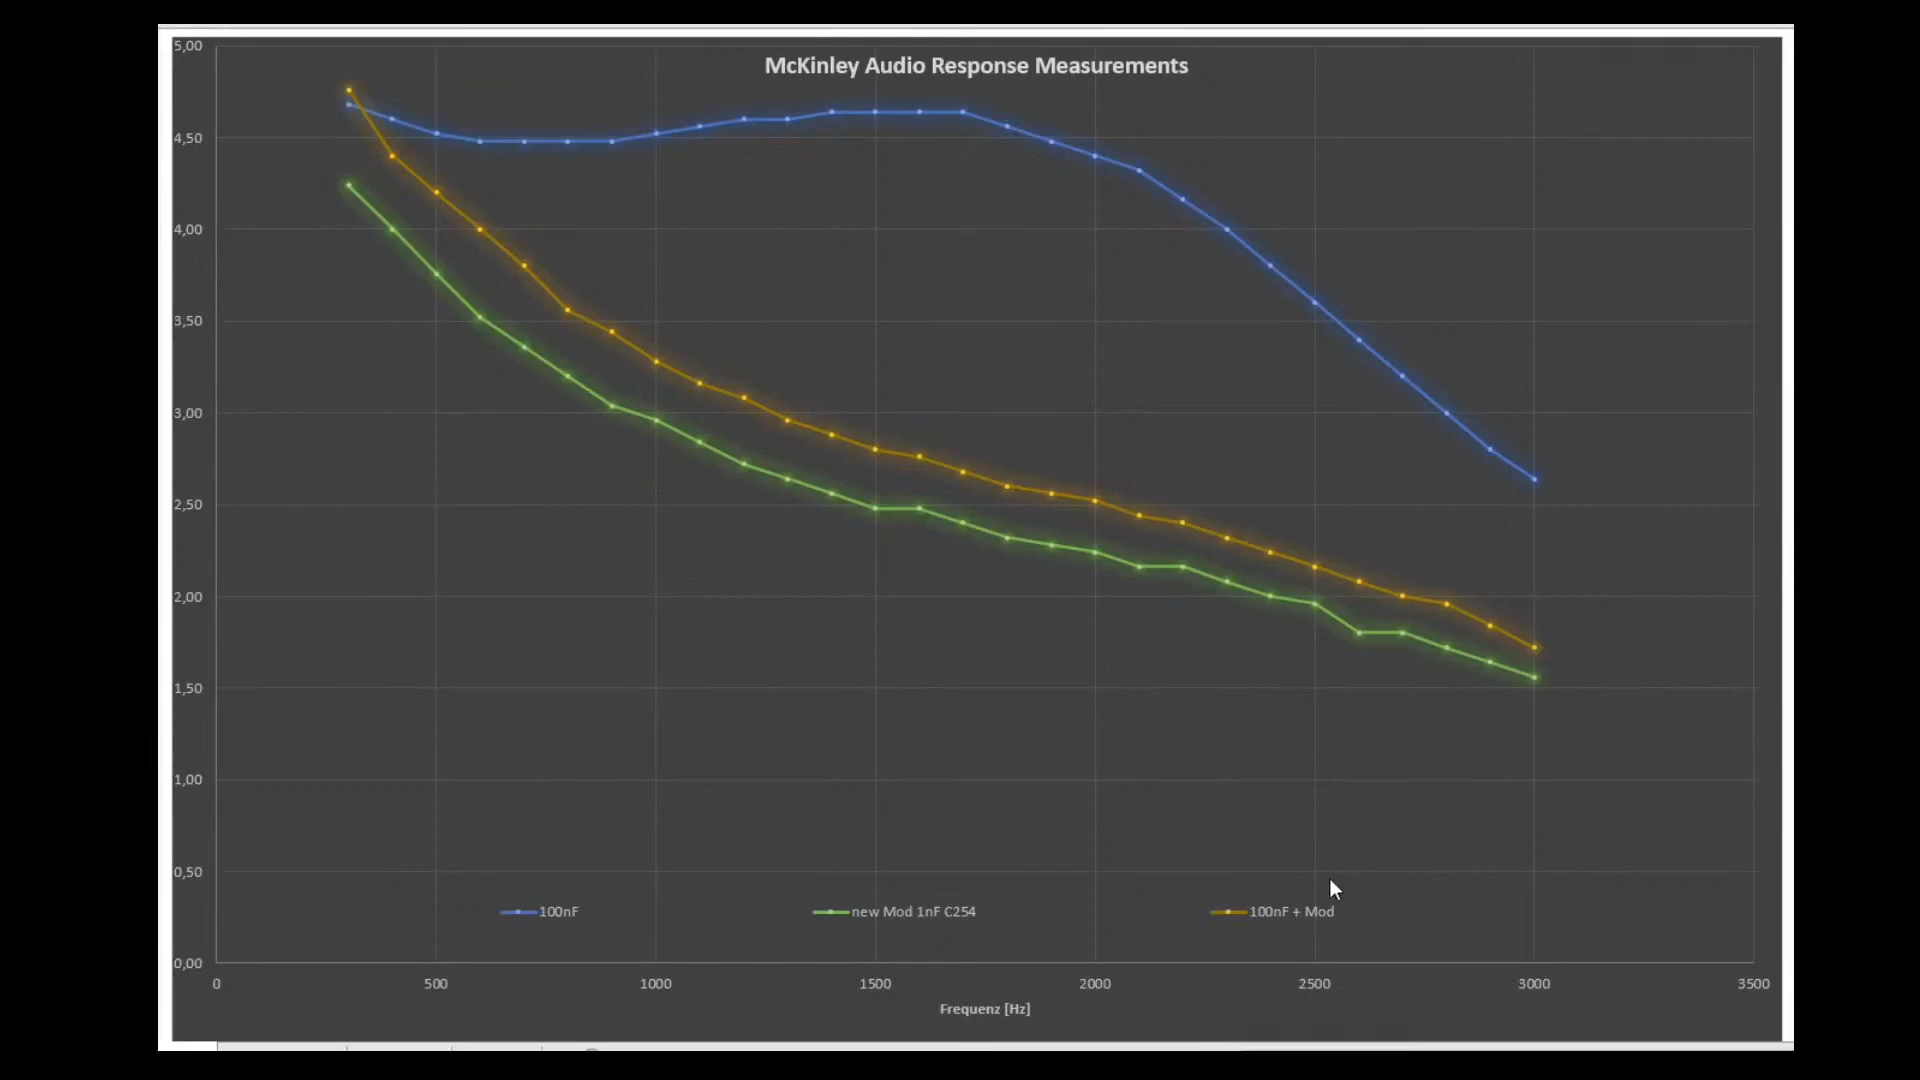 McKinley Audio Response Measurements
5,00
4,50
4,00
3,50
3,00
2,50
2,00
1,50
1,00
0,50
0,00
100nF
new Mod 1nF C254
100nF + Mod
0 500 1000 1500 2000 2500 3000 3500
Frequenz [Hz]